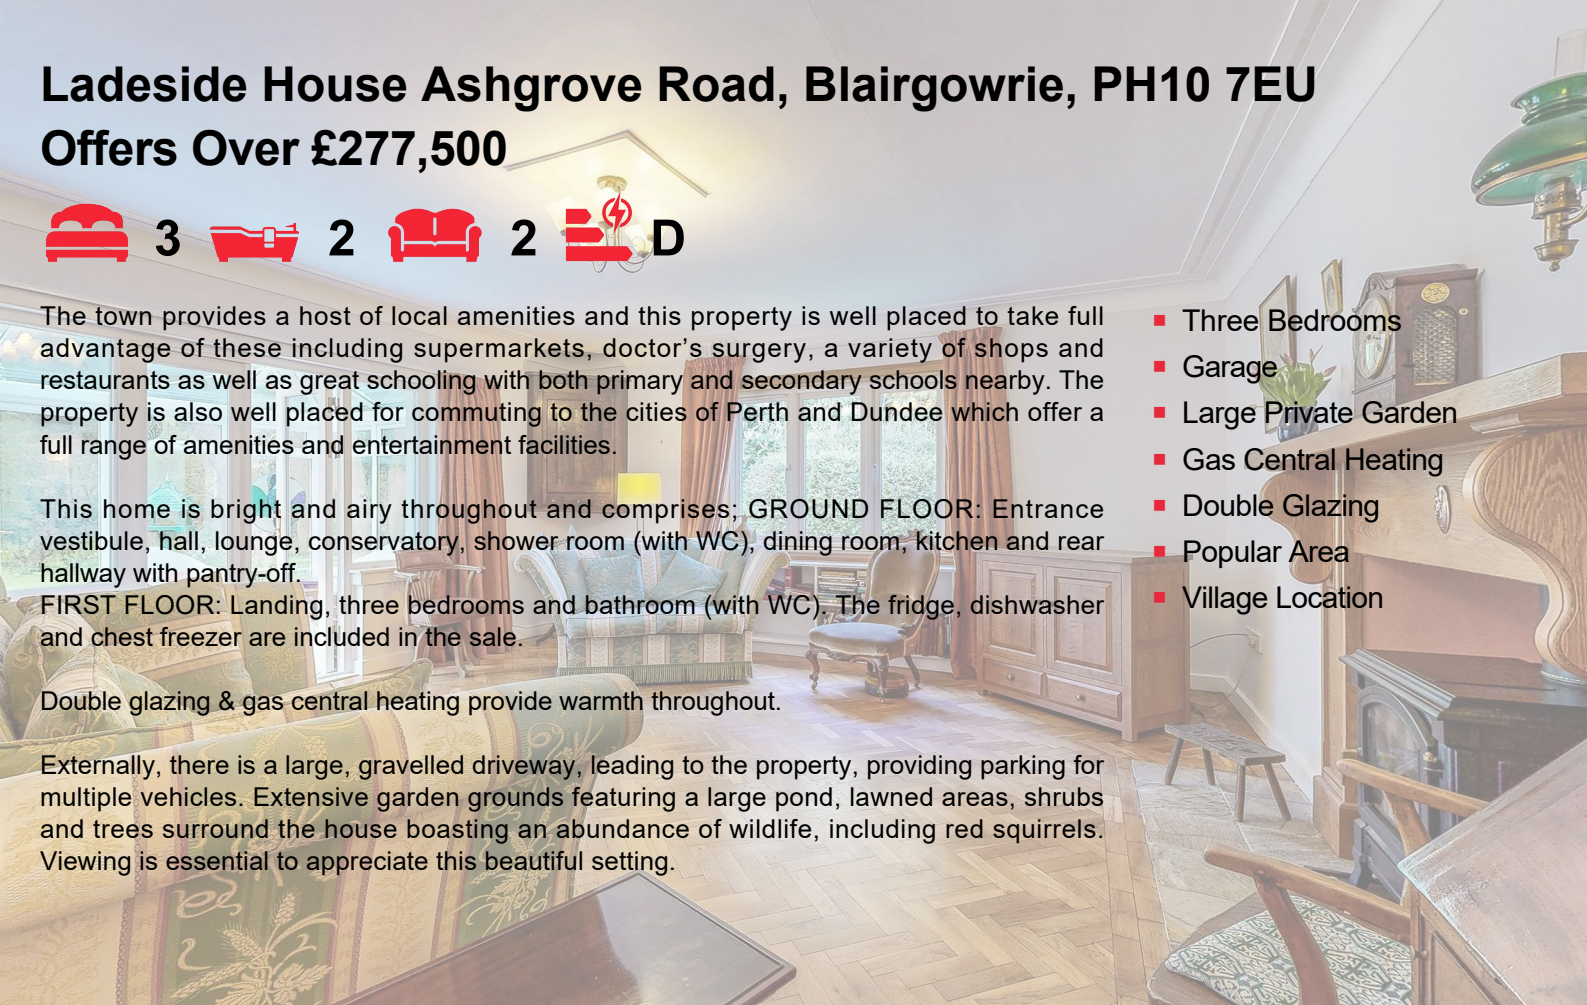 Ladeside House Ashgrove Road, Blairgowrie, PH10 7EU
Offers Over £277,500
3 2 2 D
The town provides a host of local amenities and this property is well placed to take full
advantage of these including supermarkets, doctor's surgery, a variety of shops and
restaurants as well as great schooling with both primary and secondary schools nearby. The
property is also well placed for commuting to the cities of Perth and Dundee which offer a
full range of amenities and entertainment facilities.
This home is bright and airy throughout and comprises; GROUND FLOOR: Entrance
vestibule, hall, lounge, conservatory, shower room (with WC), dining room, kitchen and rear
hallway with pantry-off.
FIRST FLOOR: Landing, three bedrooms and bathroom (with WC). The fridge, dishwasher
and chest freezer are included in the sale.
Double glazing & gas central heating provide warmth throughout.
Externally, there is a large, gravelled driveway, leading to the property, providing parking for
multiple vehicles. Extensive garden grounds featuring a large pond, lawned areas, shrubs
and trees surround the house boasting an abundance of wildlife, including red squirrels.
Viewing is essential to appreciate this beautiful setting.
Three Bedrooms
Garage
Large Private Garden
Gas Central Heating
Double Glazing
Popular Area
Village Location